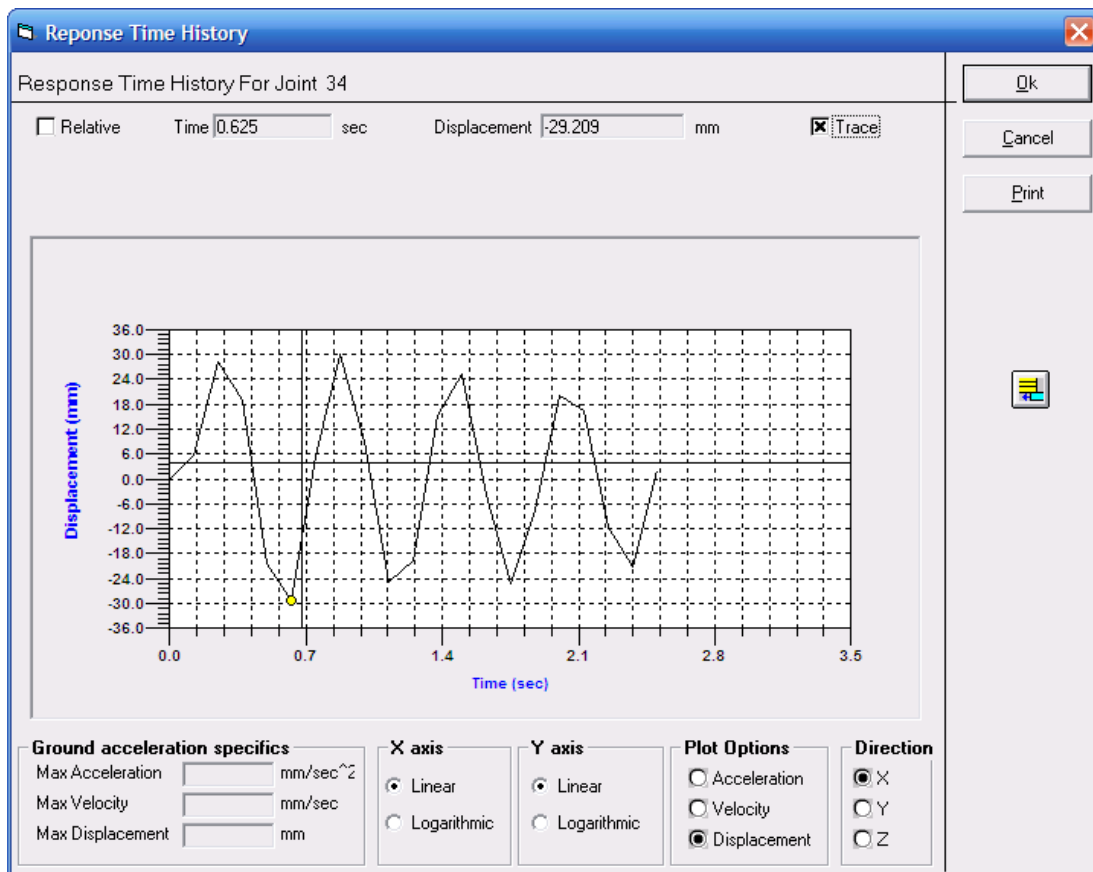 Reponse Time History
Response Time History For Joint 34
Relative Time 0.625 sec Displacement -29.209 mm Trace
Ok
Cancel
Print
36.0
30.0
24.0
18.0
12.0
6.0
0.0
-6.0
-12.0
-18.0
-24.0
-30.0
-36.0
Displacement (mm)
0.0 0.7 1.4 2.1 2.8 3.5
Time (sec)
Ground acceleration specifics
Max Acceleration mm/sec^2
Max Velocity mm/sec
Max Displacement mm
X axis
Linear
Logarithmic
Y axis
Linear
Logarithmic
Plot Options
Acceleration
Velocity
Displacement
Direction
X
Y
Z